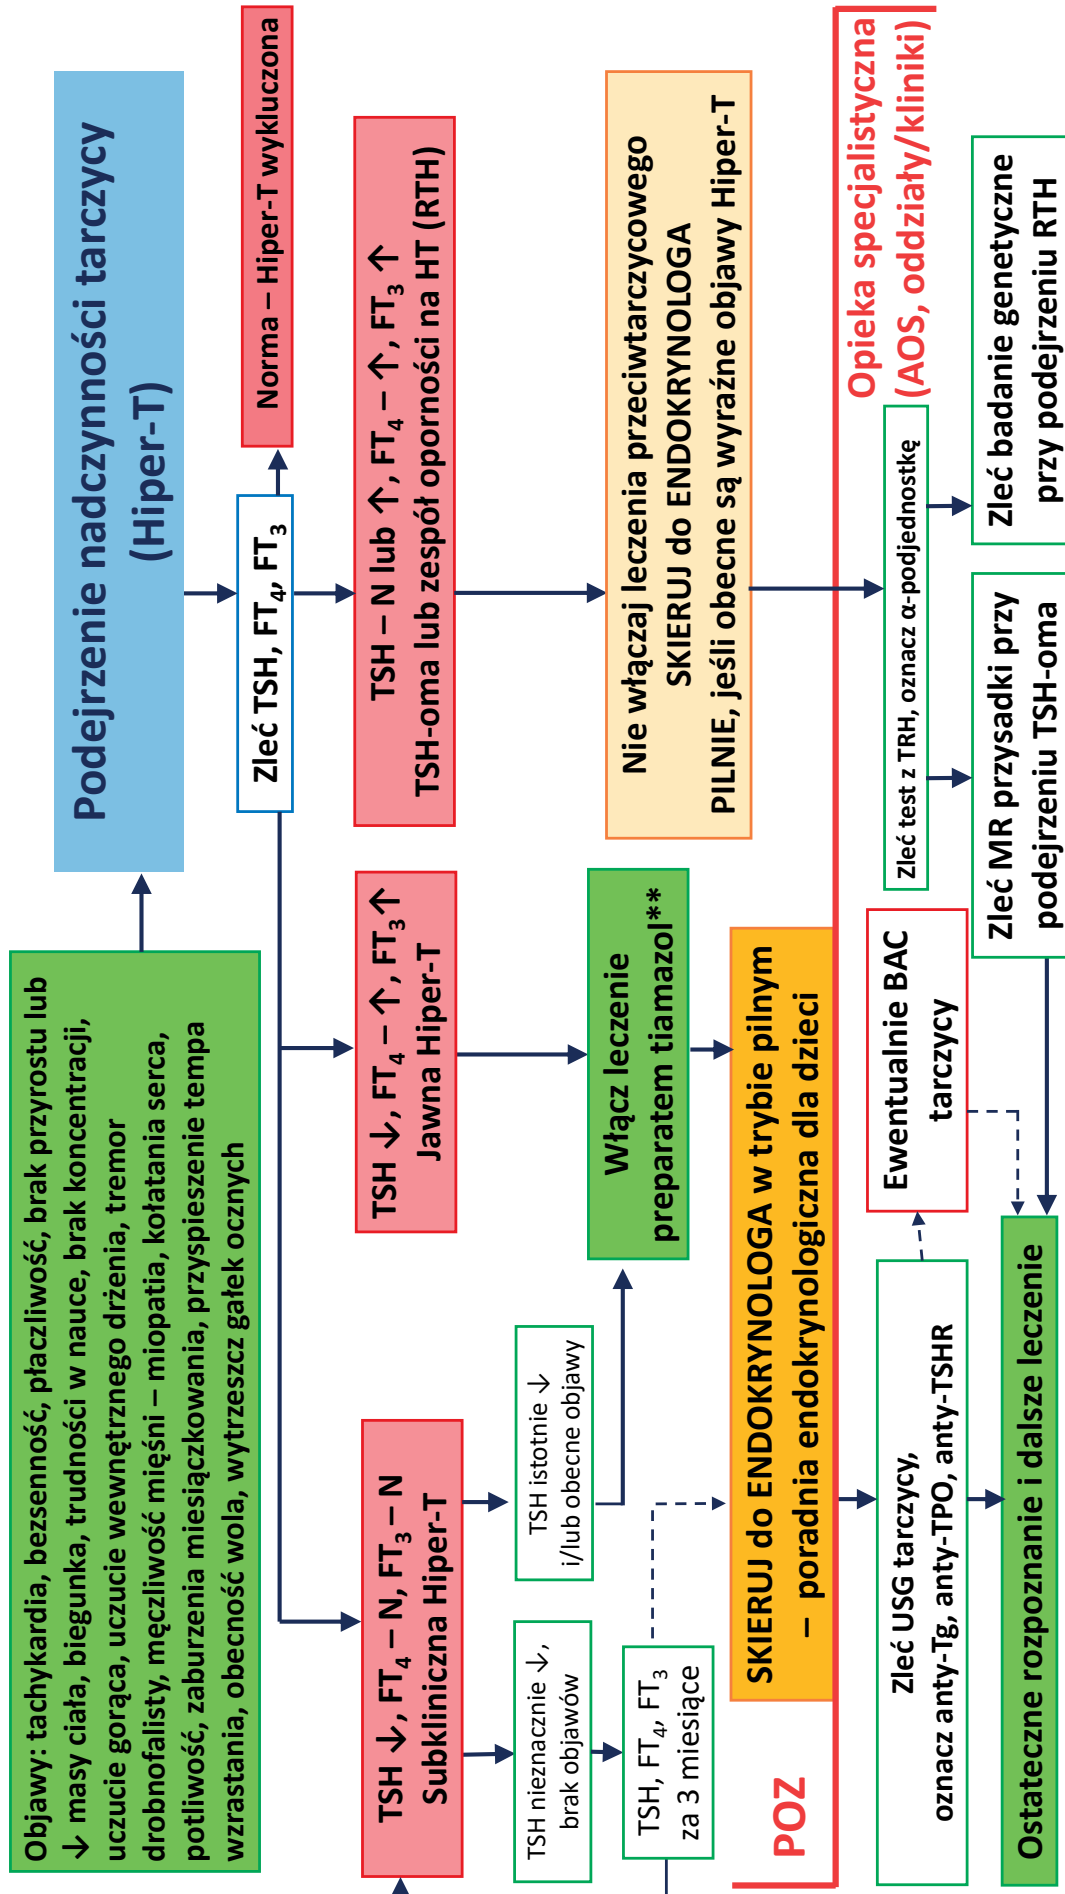 Objawy: tachykardia, bezsenność, płaczliwość, brak przyrostu lub
↓ masy ciała, biegunka, trudności w nauce, brak koncentracji,
uczucie gorąca, uczucie wewnętrznego drżenia, tremor
drobnofalisty, męczliwość mięśni – miopatia, kołatania serca,
potliwość, zaburzenia miesiączkowania, przyspieszenie tempa
wzrastania, obecność wola, wytrzeszcz gałek ocznych
Podejrzenie nadczynności tarczycy
(Hiper-T)
Zleć TSH, FT₄, FT₃
Norma – Hiper-T wykluczona
TSH ↓, FT₄ – N, FT₃ – N
Subkliniczna Hiper-T
TSH ↓, FT₄ – ↑, FT₃ ↑
Jawna Hiper-T
TSH – N lub ↑, FT₄ – ↑, FT₃ ↑
TSH-oma lub zespół oporności na HT (RTH)
TSH nieznacznie ↓,
brak objawów
TSH istotnie ↓
i/lub obecne objawy
TSH, FT₄, FT₃
za 3 miesiące
Włącz leczenie
preparatem tiamazol**
Nie włączaj leczenia przeciwtarczycowego
SKIERUJ do ENDOKRYNOLOGA
PILNIE, jeśli obecne są wyraźne objawy Hiper-T
SKIERUJ do ENDOKRYNOLOGA w trybie pilnym
– poradnia endokrynologiczna dla dzieci
POZ
Opieka specjalistyczna
(AOS, oddziały/kliniki)
Zleć USG tarczycy,
oznacz anty-Tg, anty-TPO, anty-TSHR
Ewentualnie BAC
tarczycy
Zleć test z TRH, oznacz α-podjednostkę
Zleć MR przysadki przy
podejrzeniu TSH-oma
Zleć badanie genetyczne
przy podejrzeniu RTH
Ostateczne rozpoznanie i dalsze leczenie